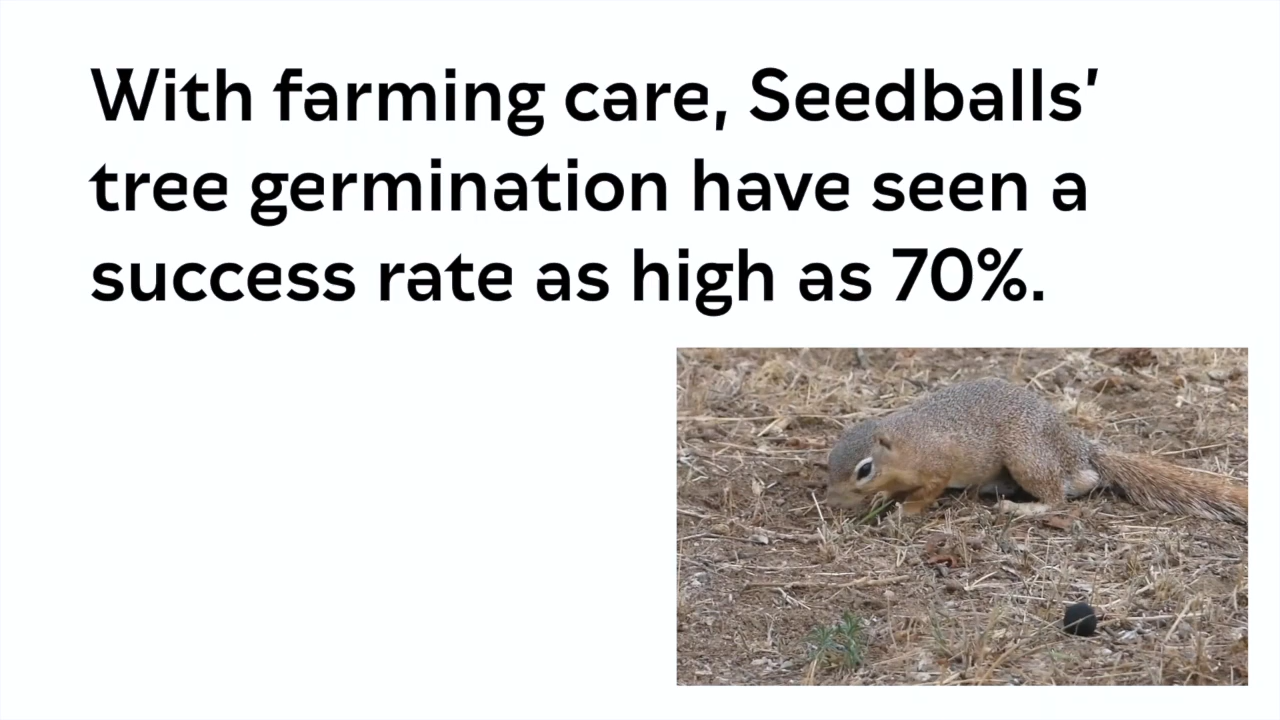 With farming care, Seedballs’
tree germination have seen a
success rate as high as 70%.